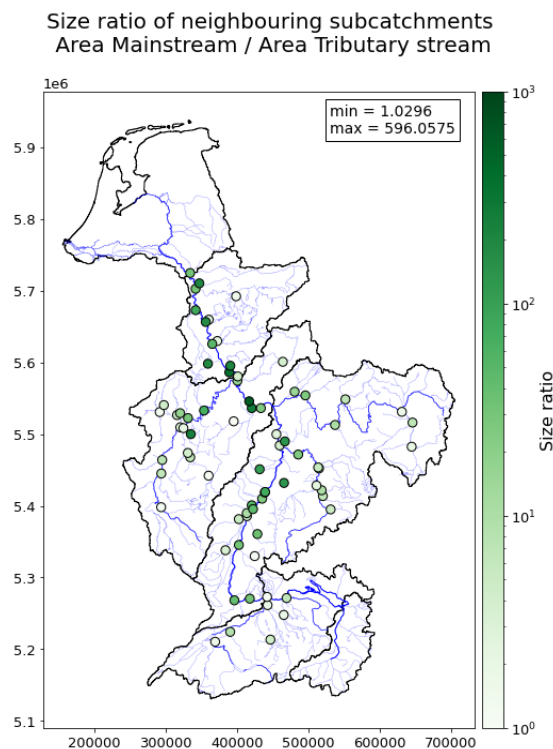 Size ratio of neighbouring subcatchments
Area Mainstream / Area Tributary stream
1e6
min = 1.0296
max = 596.0575
5.9
5.8
5.7
5.6
5.5
5.4
5.3
5.2
5.1
200000 300000 400000 500000 600000 700000
10³
10²
10¹
10⁰
Size ratio